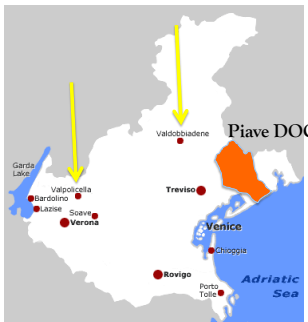 Valdobbiadene
Piave DOC
Garda
Lake
Valpolicella
Bardolino
Lazise
Soave
Verona
Treviso
Venice
Chioggia
Rovigo
Porto
Tolle
Adriatic
Sea